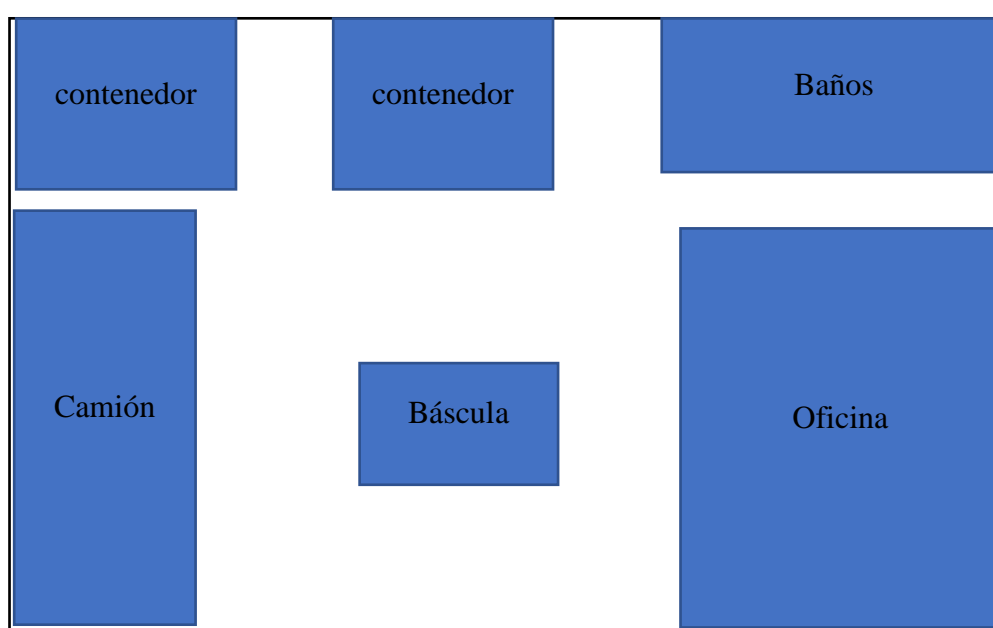 contenedor
contenedor
Baños
Camión
Báscula
Oficina